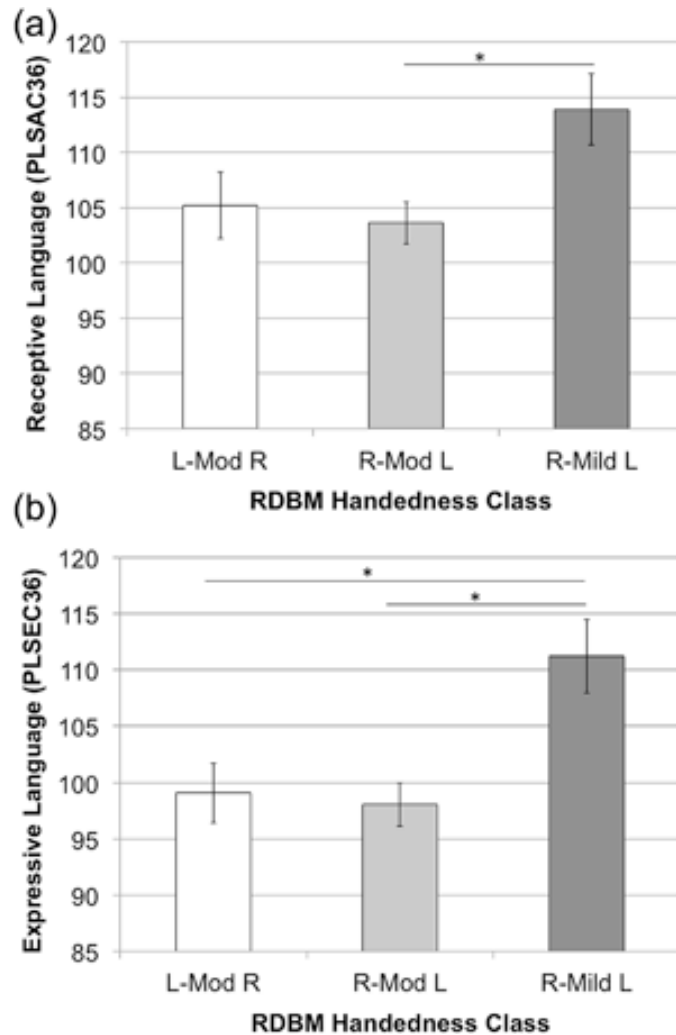 (a)
Receptive Language (PLSAC36)
120
115
110
105
100
95
90
85
*
L-Mod R R-Mod L R-Mild L
RDBM Handedness Class
(b)
Expressive Language (PLSEC36)
120
115
110
105
100
95
90
85
*
*
L-Mod R R-Mod L R-Mild L
RDBM Handedness Class